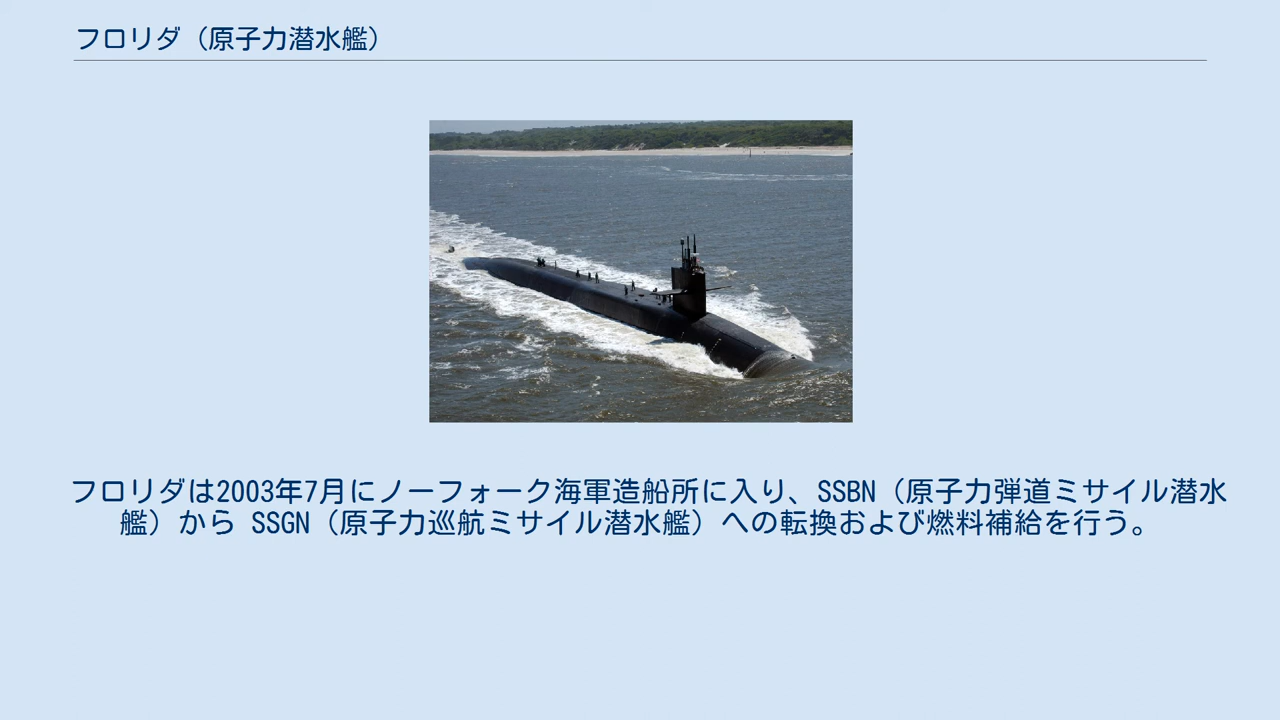 フロリダ（原子力潜水艦）
フロリダは2003年7月にノーフォーク海軍造船所に入り、SSBN（原子力弾道ミサイル潜水
艦）から SSGN（原子力巡航ミサイル潜水艦）への転換および燃料補給を行う。